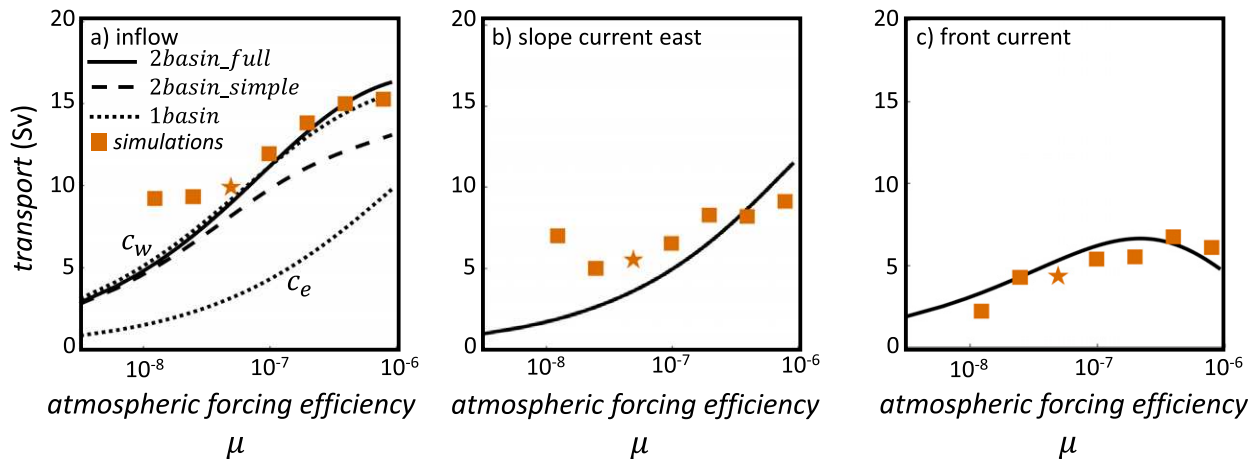 transport (Sv)
20
15
10
5
0
a) inflow
2basin_full
2basin_simple
1basin
simulations
c_w
c_e
10⁻⁸
10⁻⁷
10⁻⁶
atmospheric forcing efficiency
μ
20
15
10
5
0
b) slope current east
10⁻⁸
10⁻⁷
10⁻⁶
atmospheric forcing efficiency
μ
20
15
10
5
0
c) front current
10⁻⁸
10⁻⁷
10⁻⁶
atmospheric forcing efficiency
μ